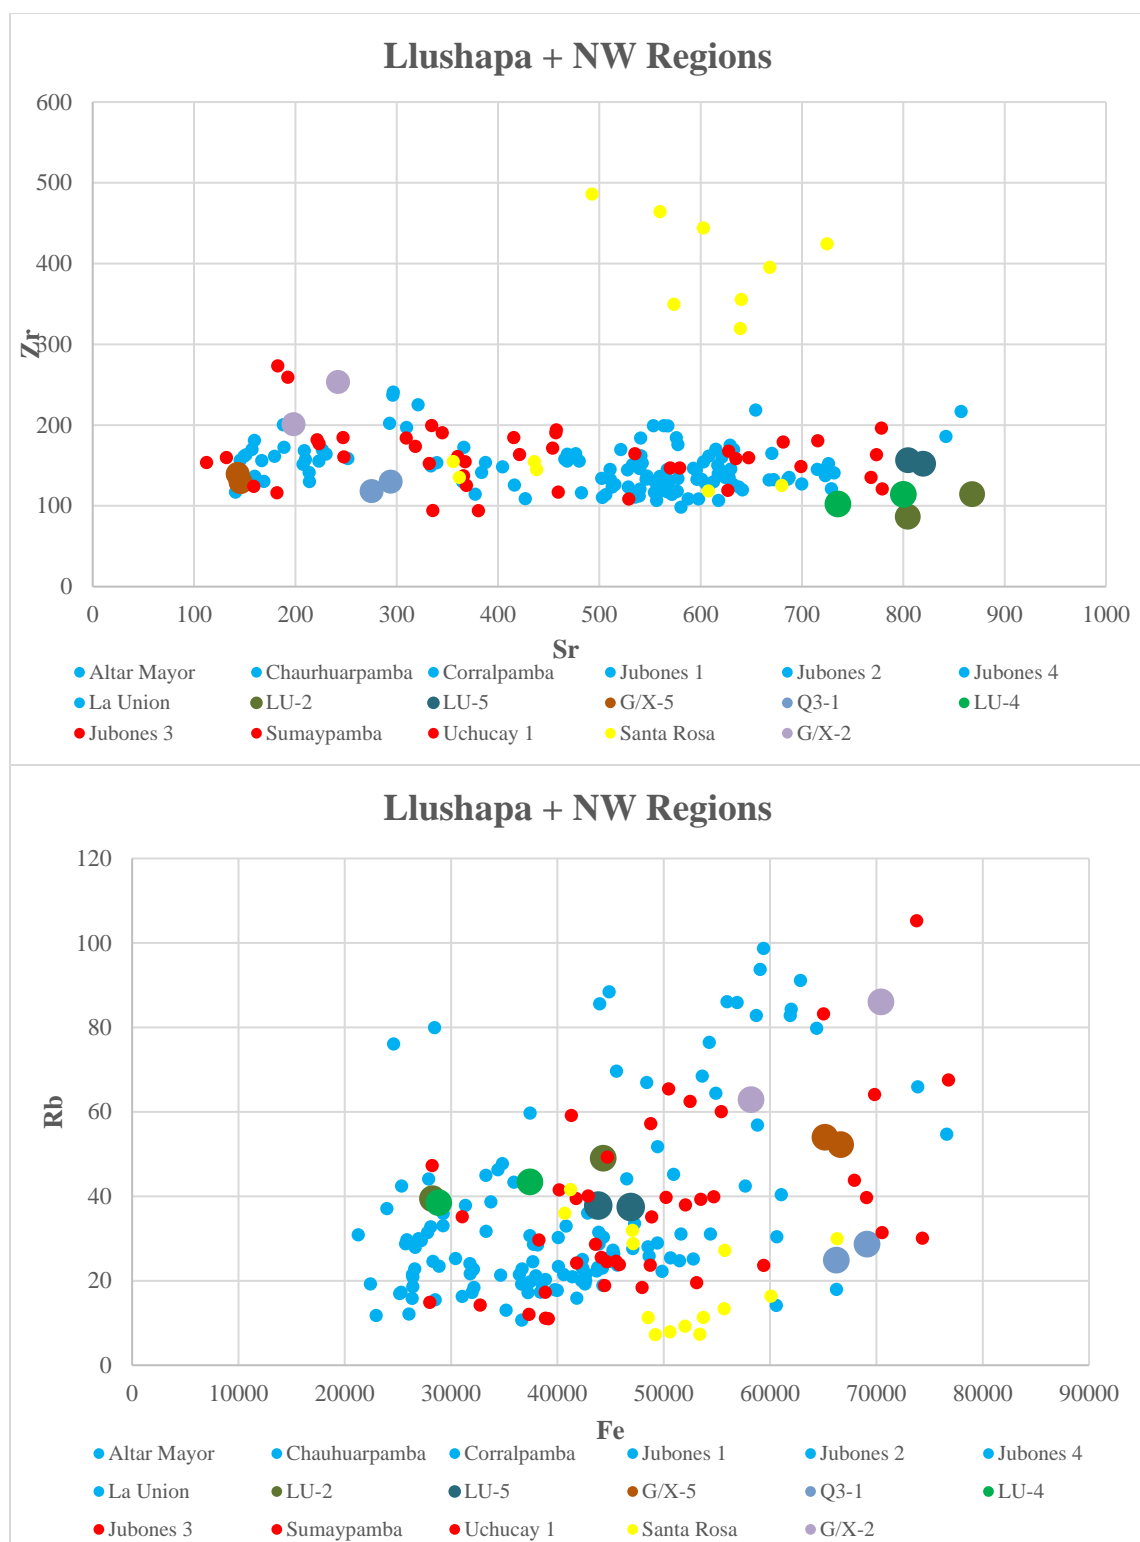 Llushapa + NW Regions
600
500
400
300
200
100
0
Zr
0 100 200 300 400 500 600 700 800 900 1000
Sr
Altar Mayor Chaurhuarpamba Corralpamba Jubones 1 Jubones 2 Jubones 4
La Union LU-2 LU-5 G/X-5 Q3-1 LU-4
Jubones 3 Sumaypamba Uchucay 1 Santa Rosa G/X-2
Llushapa + NW Regions
120
100
80
60
40
20
0
Rb
0 10000 20000 30000 40000 50000 60000 70000 80000 90000
Fe
Altar Mayor Chauhuarpamba Corralpamba Jubones 1 Jubones 2 Jubones 4
La Union LU-2 LU-5 G/X-5 Q3-1 LU-4
Jubones 3 Sumaypamba Uchucay 1 Santa Rosa G/X-2